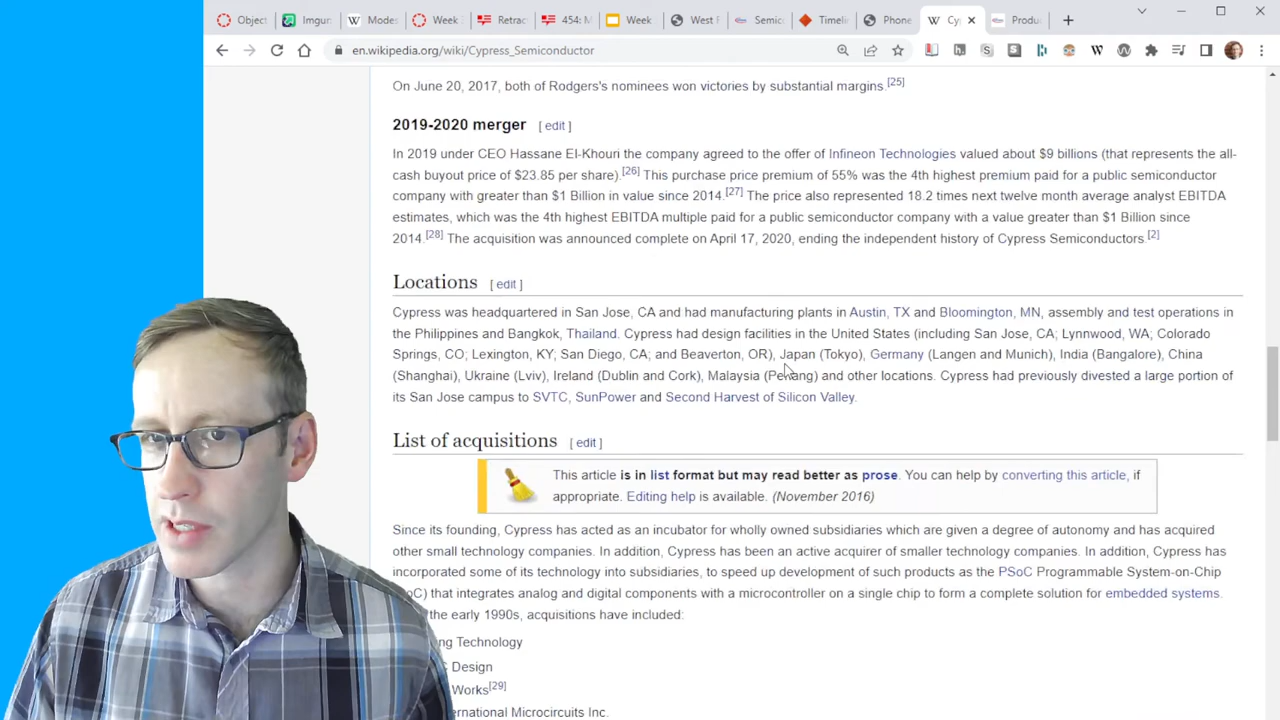 Object
Imgur
Modes
Week
Retrac
454: M
Week
West F
Semic
Timelin
Phone
Cyp
Produc
en.wikipedia.org/wiki/Cypress_Semiconductor
On June 20, 2017, both of Rodgers's nominees won victories by substantial margins.[25]
2019-2020 merger [ edit ]
In 2019 under CEO Hassane El-Khouri the company agreed to the offer of Infineon Technologies valued about $9 billions (that represents the all-
cash buyout price of $23.85 per share).[26] This purchase price premium of 55% was the 4th highest premium paid for a public semiconductor
company with greater than $1 Billion in value since 2014.[27] The price also represented 18.2 times next twelve month average analyst EBITDA
estimates, which was the 4th highest EBITDA multiple paid for a public semiconductor company with a value greater than $1 Billion since
2014.[28] The acquisition was announced complete on April 17, 2020, ending the independent history of Cypress Semiconductors.[2]
Locations [ edit ]
Cypress was headquartered in San Jose, CA and had manufacturing plants in Austin, TX and Bloomington, MN, assembly and test operations in
the Philippines and Bangkok, Thailand. Cypress had design facilities in the United States (including San Jose, CA; Lynnwood, WA; Colorado
Springs, CO; Lexington, KY; San Diego, CA; and Beaverton, OR), Japan (Tokyo), Germany (Langen and Munich), India (Bangalore), China
(Shanghai), Ukraine (Lviv), Ireland (Dublin and Cork), Malaysia (Penang) and other locations. Cypress had previously divested a large portion of
its San Jose campus to SVTC, SunPower and Second Harvest of Silicon Valley.
List of acquisitions [ edit ]
This article is in list format but may read better as prose. You can help by converting this article, if
appropriate. Editing help is available. (November 2016)
Since its founding, Cypress has acted as an incubator for wholly owned subsidiaries which are given a degree of autonomy and has acquired
other small technology companies. In addition, Cypress has been an active acquirer of smaller technology companies. In addition, Cypress has
incorporated some of its technology into subsidiaries, to speed up development of such products as the PSoC Programmable System-on-Chip
oC) that integrates analog and digital components with a microcontroller on a single chip to form a complete solution for embedded systems.
the early 1990s, acquisitions have included:
ng Technology
C Design
Works[29]
ernational Microcircuits Inc.